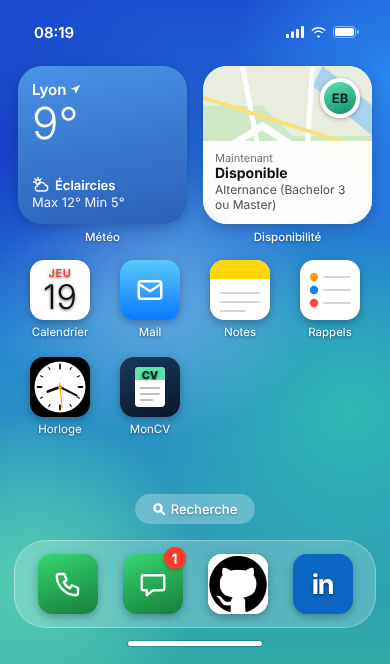 08:19
Lyon
9°
Éclaircies
Max 12° Min 5°
Météo
EB
Maintenant
Disponible
Alternance (Bachelor 3
ou Master)
Disponibilité
JEU
19
Calendrier
Mail
Notes
Rappels
Horloge
CV
MonCV
Recherche
1
in